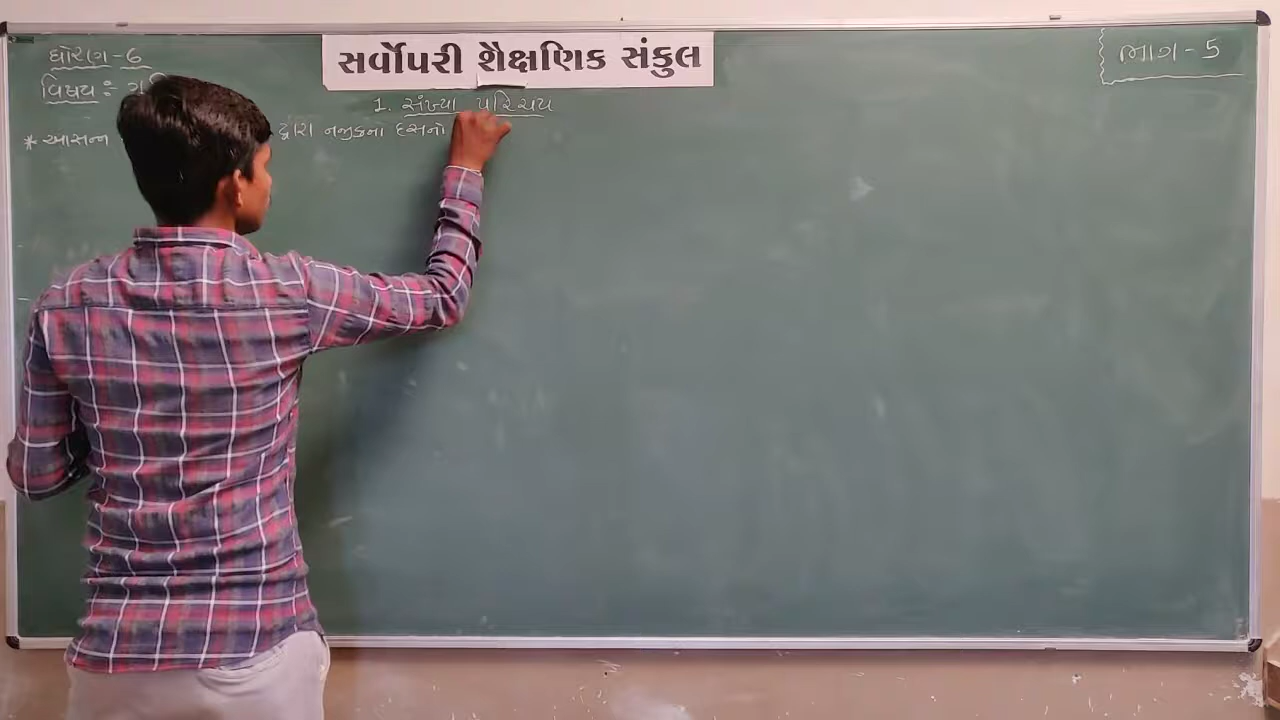 સર્વોપરી શૈક્ષણિક સંકુલ
ધોરણ - 6
ભાગ - 5
વિષય :-
1. સંખ્યા પરિચય
* આસન્ન દ્વારા નજીકના દસનો